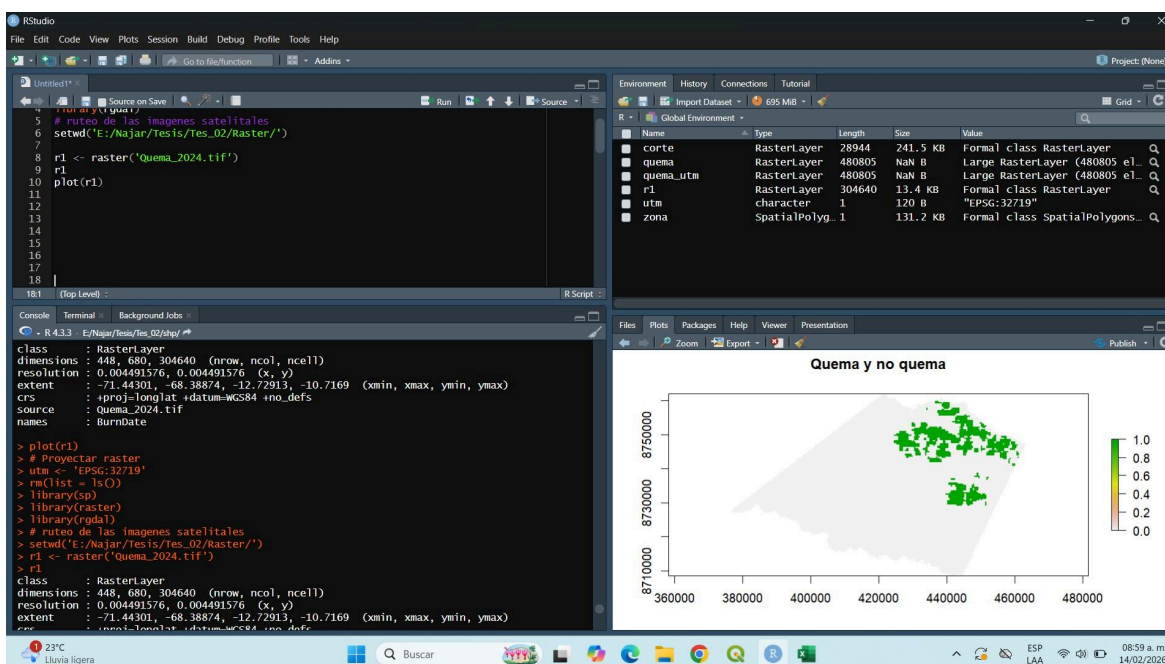 RStudio
File Edit Code View Plots Session Build Debug Profile Tools Help
Go to file/function
Addins
Project: (None)
Untitled1*
Source on Save
Run
Source
4 library(rgdal)
5 # ruteo de las imagenes satelitales
6 setwd('E:/Najar/Tesis/Tes_02/Raster/')
7
8 r1 <- raster('Quema_2024.tif')
9 r1
10 plot(r1)
11
12
13
14
15
16
17
18
18:1 (Top Level)
R Script
Console Terminal Background Jobs
R 4.3.3 · E:/Najar/Tesis/Tes_02/shp/
class : RasterLayer
dimensions : 448, 680, 304640 (nrow, ncol, ncell)
resolution : 0.004491576, 0.004491576 (x, y)
extent : -71.44301, -68.38874, -12.72913, -10.7169 (xmin, xmax, ymin, ymax)
crs : +proj=longlat +datum=WGS84 +no_defs
source : Quema_2024.tif
names : BurnDate
> plot(r1)
> # Proyectar raster
> utm <- 'EPSG:32719'
> rm(list = ls())
> library(sp)
> library(raster)
> library(rgdal)
> # ruteo de las imagenes satelitales
> setwd('E:/Najar/Tesis/Tes_02/Raster/')
> r1 <- raster('Quema_2024.tif')
> r1
class : RasterLayer
dimensions : 448, 680, 304640 (nrow, ncol, ncell)
resolution : 0.004491576, 0.004491576 (x, y)
extent : -71.44301, -68.38874, -12.72913, -10.7169 (xmin, xmax, ymin, ymax)
crs : +proj=longlat +datum=WGS84 +no_defs
Environment History Connections Tutorial
Import Dataset
695 MiB
Grid
R
Global Environment
Name Type Length Size Value
corte RasterLayer 28944 241.5 KB Formal class RasterLayer
quema RasterLayer 480805 NaN B Large RasterLayer (480805 el…
quema_utm RasterLayer 480805 NaN B Large RasterLayer (480805 el…
r1 RasterLayer 304640 13.4 KB Formal class RasterLayer
utm character 1 120 B "EPSG:32719"
zona SpatialPolyg… 1 131.2 KB Formal class SpatialPolygons…
Files Plots Packages Help Viewer Presentation
Zoom Export
Publish
Quema y no quema
8750000
8730000
8710000
360000 380000 400000 420000 440000 460000 480000
1.0
0.8
0.6
0.4
0.2
0.0
1
23°C
Lluvia ligera
Buscar
ESP
LAA
08:59 a. m.
14/02/2026